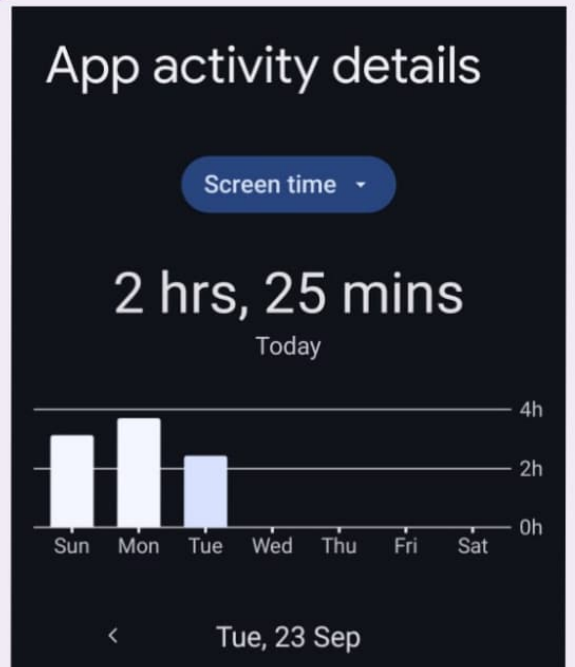 App activity details
Screen time
2 hrs, 25 mins
Today
4h
2h
0h
Sun Mon Tue Wed Thu Fri Sat
Tue, 23 Sep